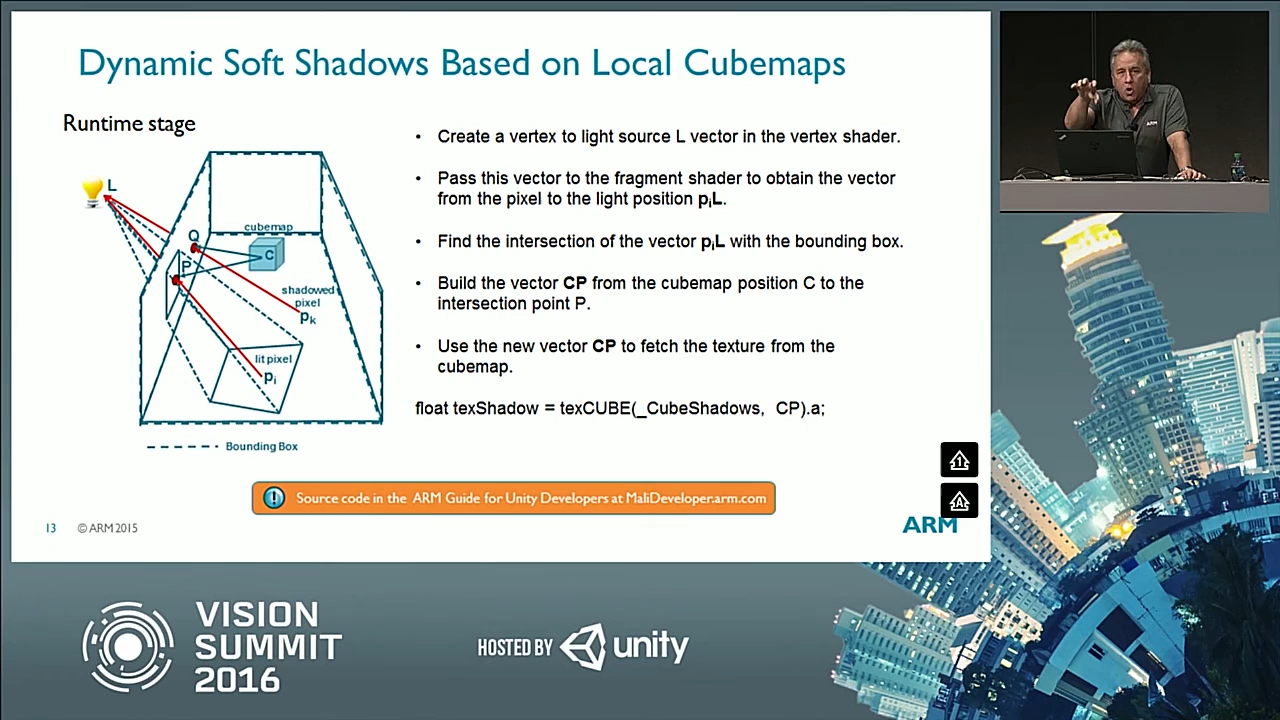 Dynamic Soft Shadows Based on Local Cubemaps
Runtime stage
L
Q
cubemap
C
P
shadowed
pixel
pk
lit pixel
pi
Bounding Box
• Create a vertex to light source L vector in the vertex shader.
• Pass this vector to the fragment shader to obtain the vector
from the pixel to the light position piL.
• Find the intersection of the vector piL with the bounding box.
• Build the vector CP from the cubemap position C to the
intersection point P.
• Use the new vector CP to fetch the texture from the
cubemap.
float texShadow = texCUBE(_CubeShadows, CP).a;
Source code in the ARM Guide for Unity Developers at MaliDeveloper.arm.com
13 © ARM 2015
1
A
ARM
ARM
VISION
SUMMIT
2016
HOSTED BY unity